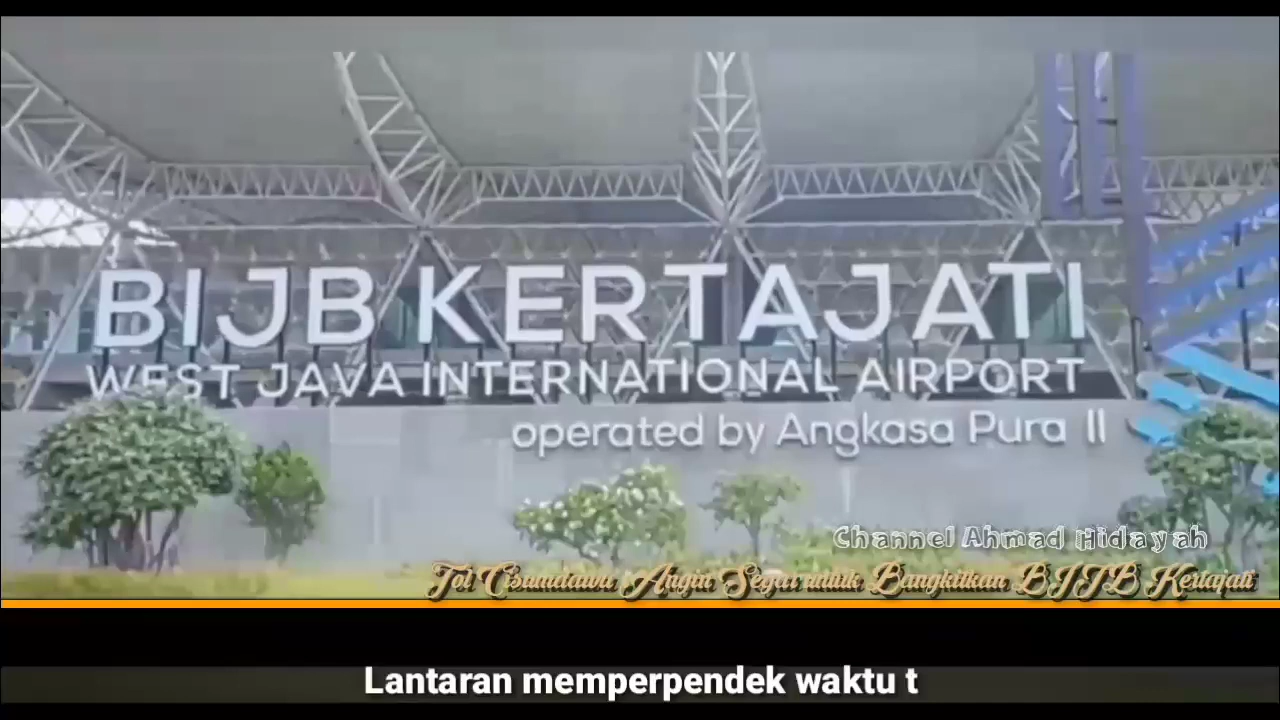 BIJB KERTAJATI
WEST JAVA INTERNATIONAL AIRPORT
operated by Angkasa Pura II
Channel Ahmad Hidayah
Tol Cisumdawu Angin Segar untuk Bangkitkan BIJB Kertajati
Lantaran memperpendek waktu t